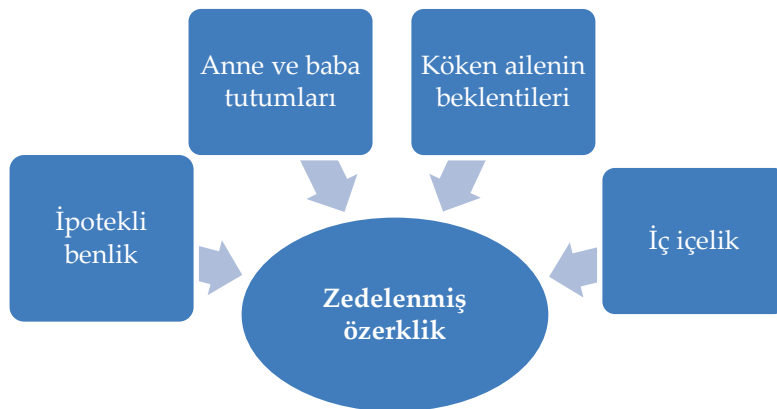 Anne ve baba
tutumları
Köken ailenin
beklentileri
İpotekli
benlik
İç içelik
Zedelenmiş
özerklik